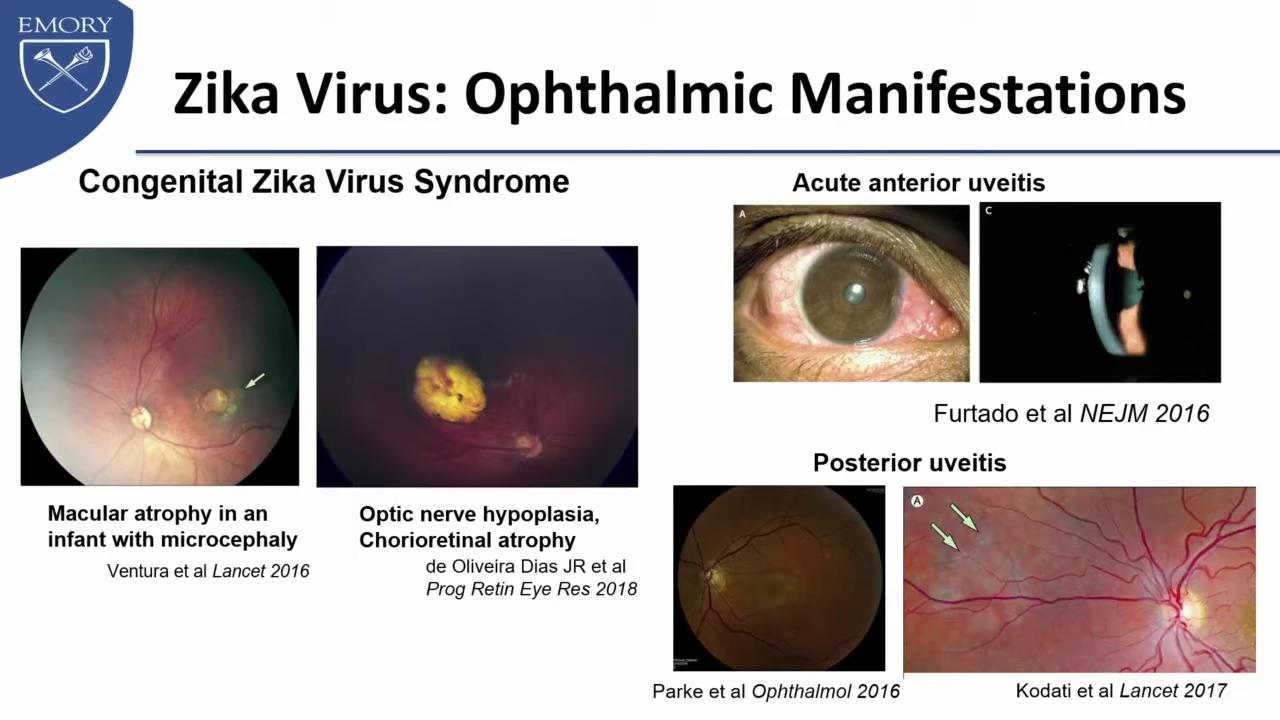 EMORY
Zika Virus: Ophthalmic Manifestations
Congenital Zika Virus Syndrome
Macular atrophy in an
infant with microcephaly
Ventura et al Lancet 2016
Optic nerve hypoplasia,
Chorioretinal atrophy
de Oliveira Dias JR et al
Prog Retin Eye Res 2018
Acute anterior uveitis
A
C
Furtado et al NEJM 2016
Posterior uveitis
A
Parke et al Ophthalmol 2016
Kodati et al Lancet 2017